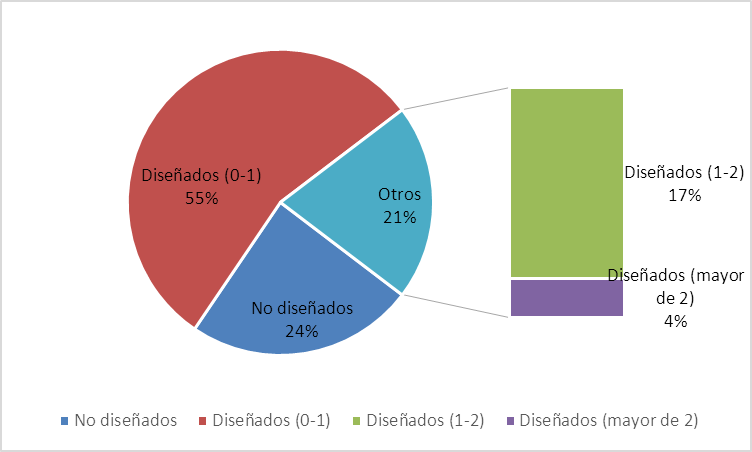 Diseñados (0-1)
55%
Otros
21%
No diseñados
24%
Diseñados (1-2)
17%
Diseñados (mayor
de 2)
4%
No diseñados
Diseñados (0-1)
Diseñados (1-2)
Diseñados (mayor de 2)